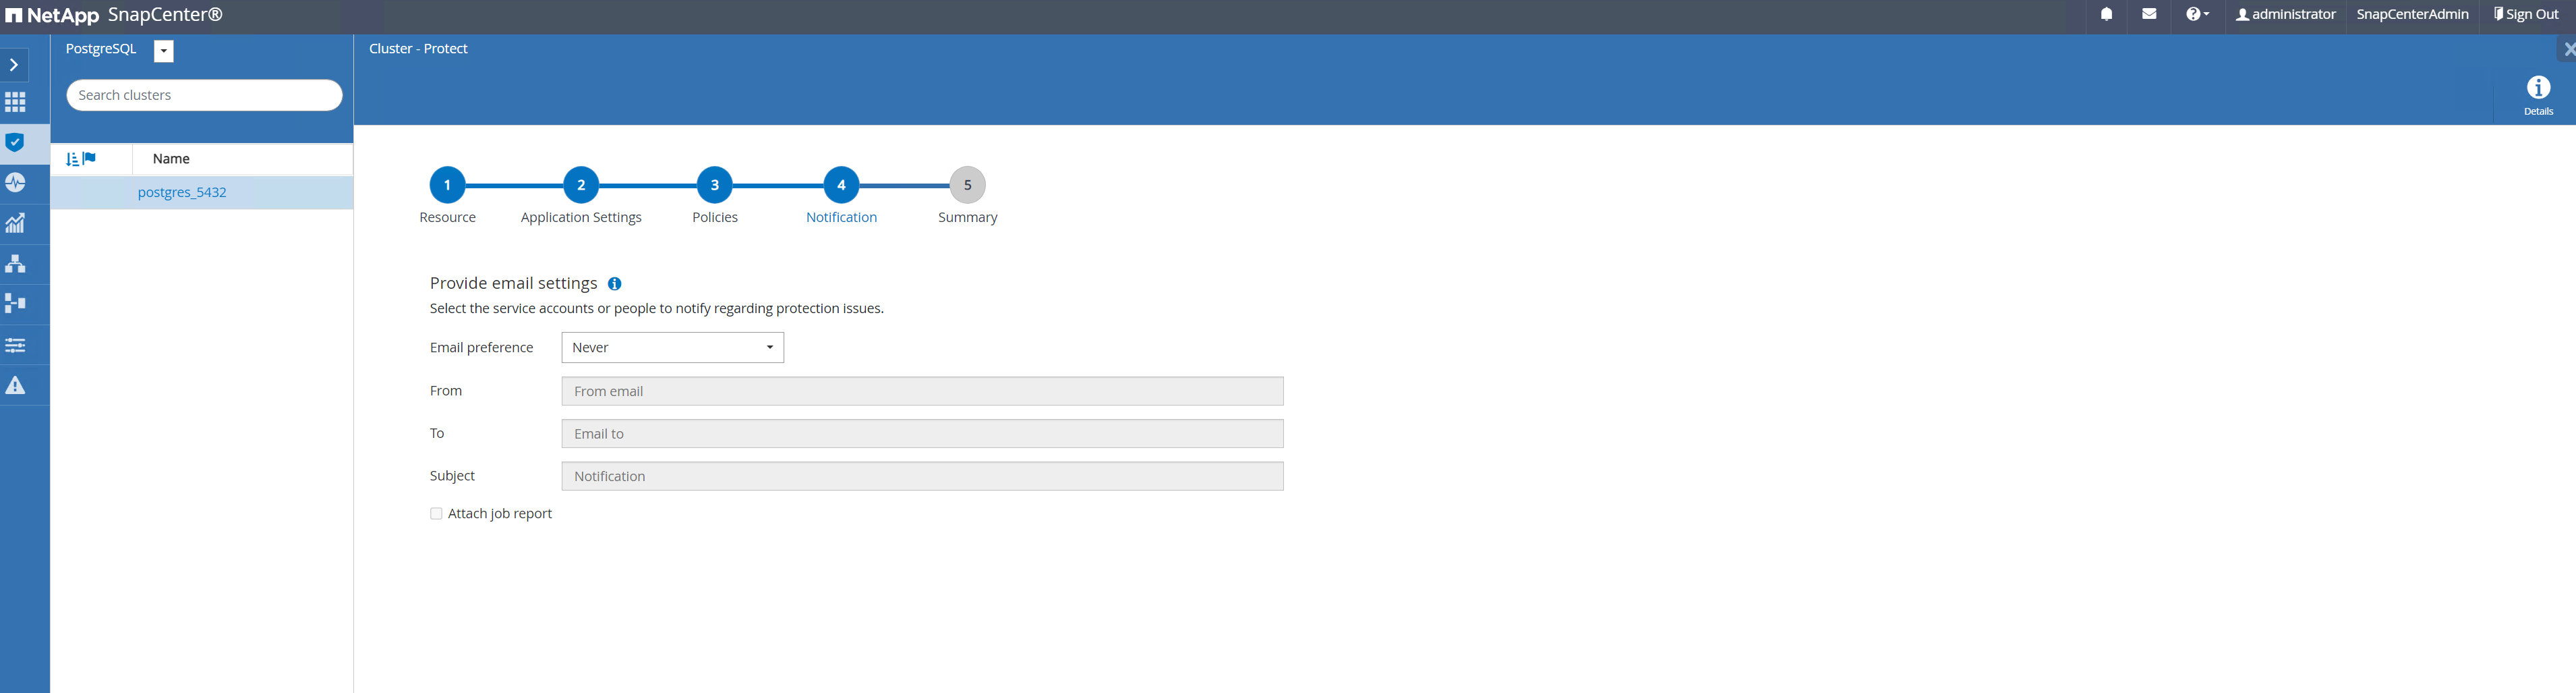 NetApp SnapCenter®
administrator SnapCenterAdmin Sign Out
PostgreSQL
Search clusters
Name
postgres_5432
Cluster - Protect
Details
1 2 3 4 5
Resource Application Settings Policies Notification Summary
Provide email settings
Select the service accounts or people to notify regarding protection issues.
Email preference Never
From From email
To Email to
Subject Notification
Attach job report